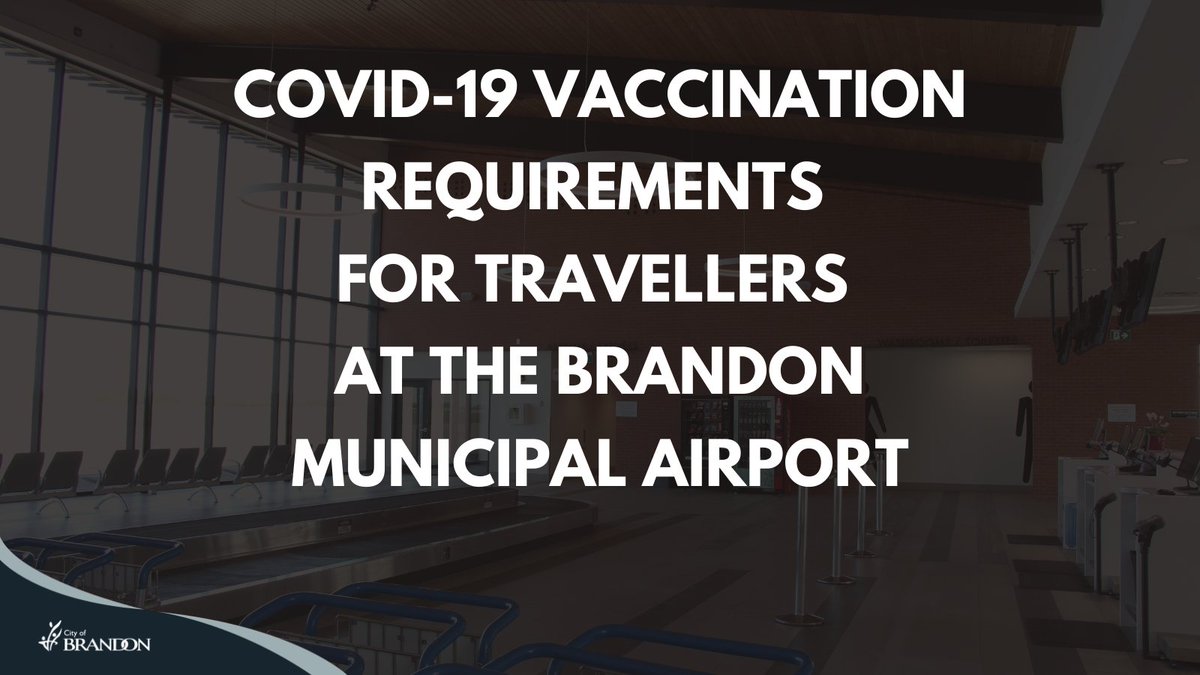 COVID-19 VACCINATION
REQUIREMENTS
FOR TRAVELLERS
AT THE BRANDON
MUNICIPAL AIRPORT
City of
BRANDON